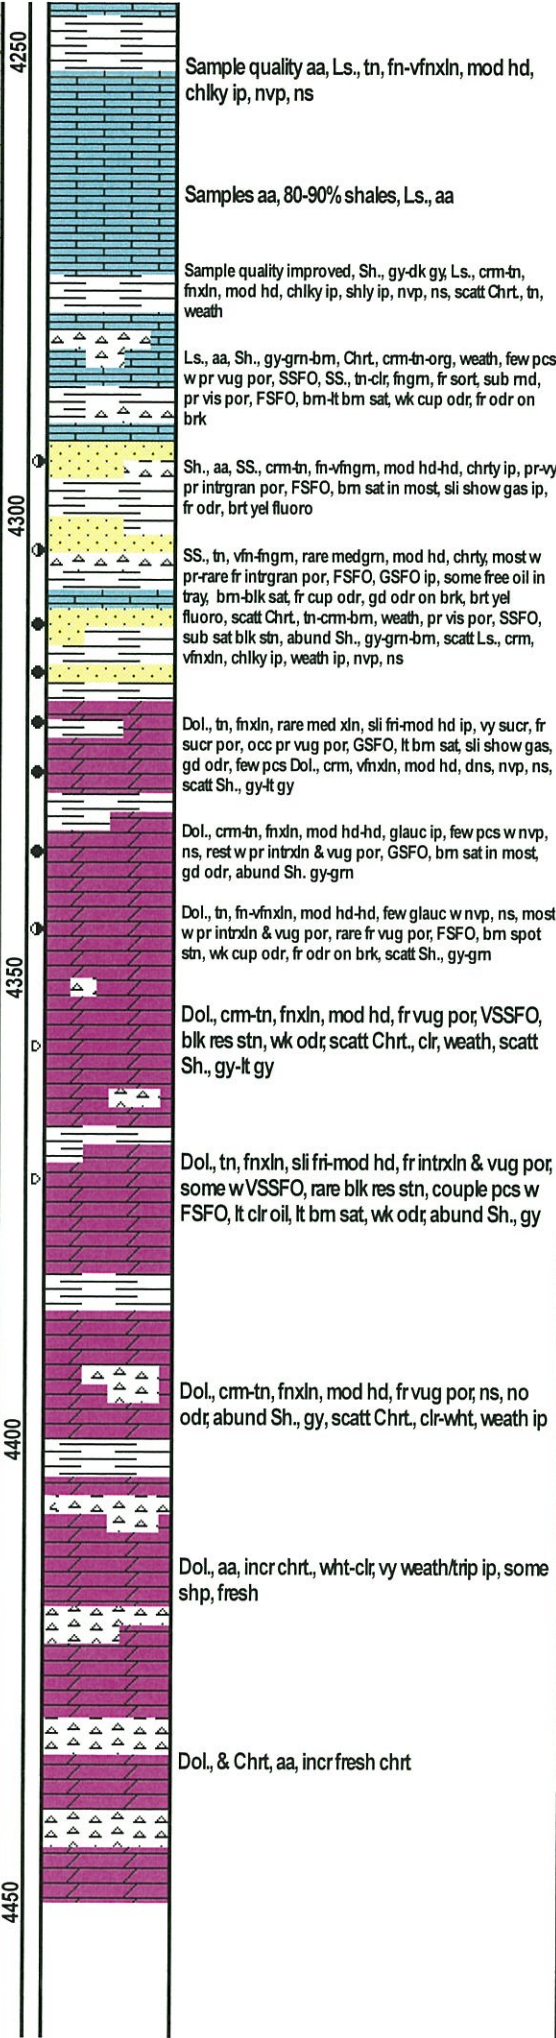 4250
Sample quality aa, Ls., tn, fn-vfnxln, mod hd,
chlky ip, nvp, ns
Samples aa, 80-90% shales, Ls., aa
Sample quality improved, Sh., gy-dk gy, Ls., crm-tn,
fnxln, mod hd, chlky ip, shly ip, nvp, ns, scatt Chrt., tn,
weath
Ls., aa, Sh., gy-grn-brn, Chrt., crm-tn-org, weath, few pcs
w pr vug por, SSFO, SS., tn-clr, fngrn, fr sort, sub rnd,
pr vis por, FSFO, brn-lt brn sat, wk cup odr, fr odr on
brk
Sh., aa, SS., crm-tn, fn-vfngrn, mod hd-hd, chrty ip, pr-vy
pr intrgran por, FSFO, brn sat in most, sli show gas ip,
fr odr, brt yel fluoro
4300
SS., tn, vfn-fngrn, rare medgrn, mod hd, chrty, most w
pr-rare fr intrgran por, FSFO, GSFO ip, some free oil in
tray, brn-blk sat, fr cup odr, gd odr on brk, brt yel
fluoro, scatt Chrt., tn-crm-brn, weath, pr vis por, SSFO,
sub sat blk stn, abund Sh., gy-grn-brn, scatt Ls., crm,
vfnxln, chlky ip, weath ip, nvp, ns
Dol., tn, fnxln, rare med xln, sli fri-mod hd ip, vy sucr, fr
sucr por, occ pr vug por, GSFO, lt brn sat, sli show gas,
gd odr, few pcs Dol., crm, vfnxln, mod hd, dns, nvp, ns,
scatt Sh., gy-lt gy
Dol., crm-tn, fnxln, mod hd-hd, glauc ip, few pcs w nvp,
ns, rest w pr intrxln & vug por, GSFO, brn sat in most,
gd odr, abund Sh. gy-grn
Dol., tn, fn-vfnxln, mod hd-hd, few glauc w nvp, ns, most
w pr intrxln & vug por, rare fr vug por, FSFO, brn spot
stn, wk cup odr, fr odr on brk, scatt Sh., gy-grn
4350
Dol., crm-tn, fnxln, mod hd, fr vug por, VSSFO,
blk res stn, wk odr, scatt Chrt., clr, weath, scatt
Sh., gy-lt gy
Dol., tn, fnxln, sli fri-mod hd, fr intrxln & vug por,
some w VSSFO, rare blk res stn, couple pcs w
FSFO, lt clr oil, lt brn sat, wk odr, abund Sh., gy
Dol., crm-tn, fnxln, mod hd, fr vug por, ns, no
odr, abund Sh., gy, scatt Chrt., clr-wht, weath ip
4400
Dol., aa, incr chrt., wht-clr, vy weath/trip ip, some
shp, fresh
Dol., & Chrt, aa, incr fresh chrt
4450